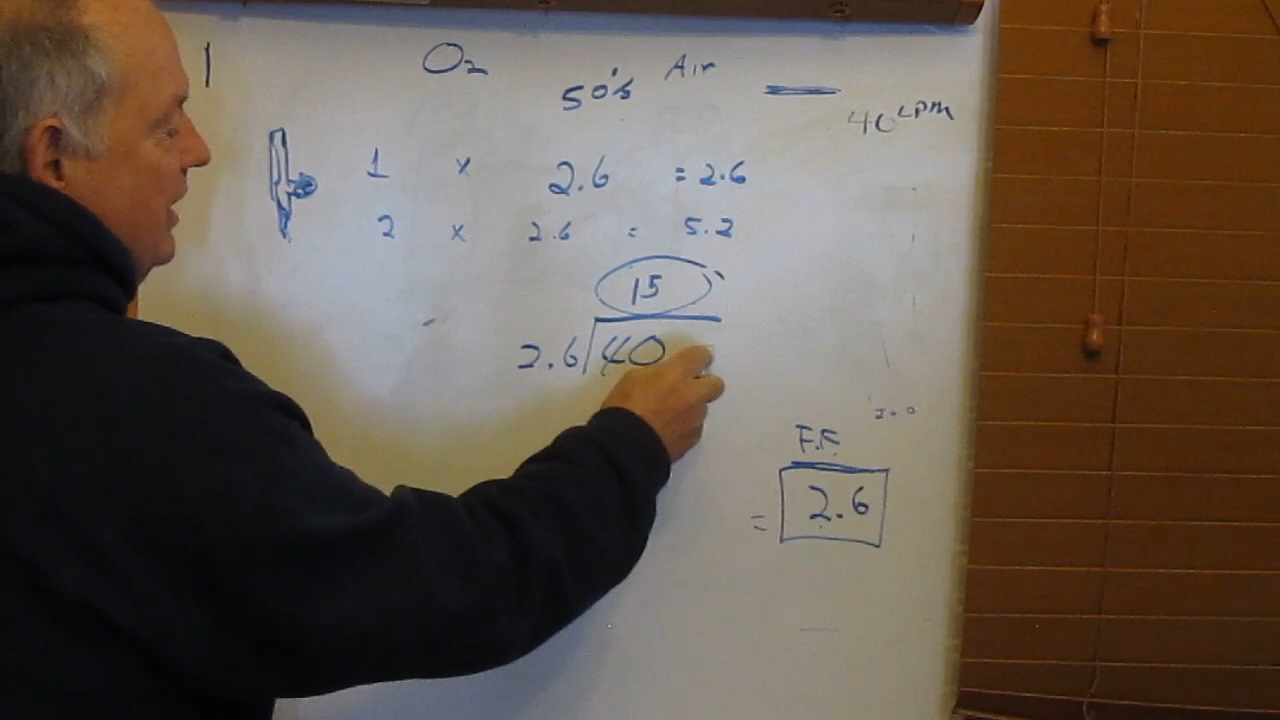 O2 50% Air
40 LPM
1 x 2.6 = 2.6
2 x 2.6 = 5.2
15
2.6 40
F.F.
= 2.6